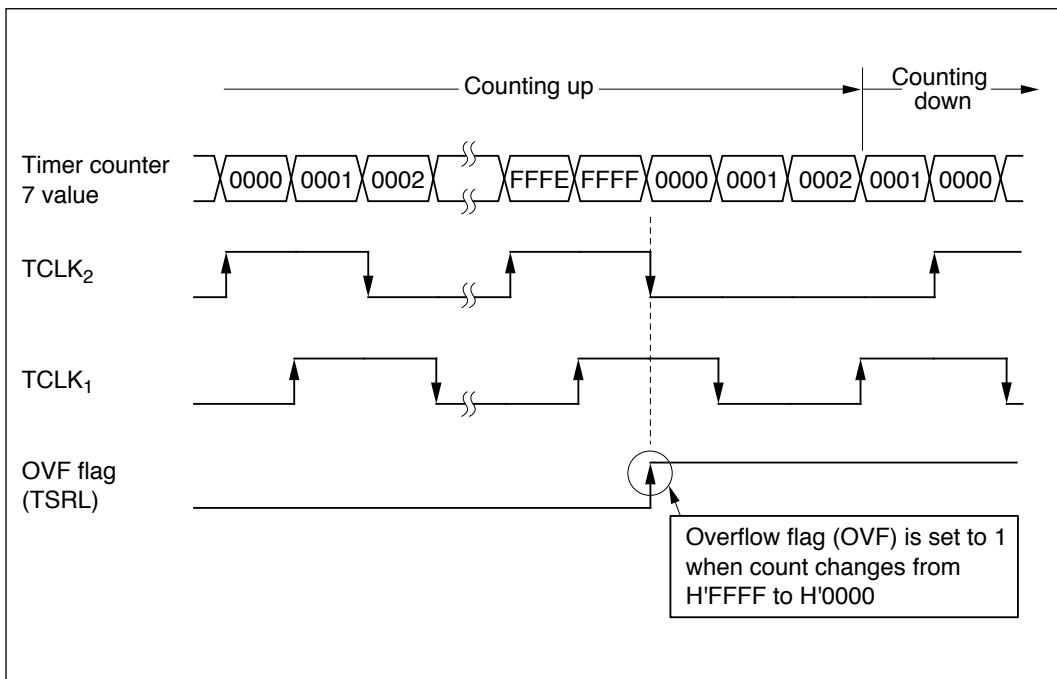 Counting up
Counting
down
Timer counter
7 value
0000 0001 0002 FFFE FFFF 0000 0001 0002 0001 0000
TCLK₂
TCLK₁
OVF flag
(TSRL)
Overflow flag (OVF) is set to 1
when count changes from
H'FFFF to H'0000